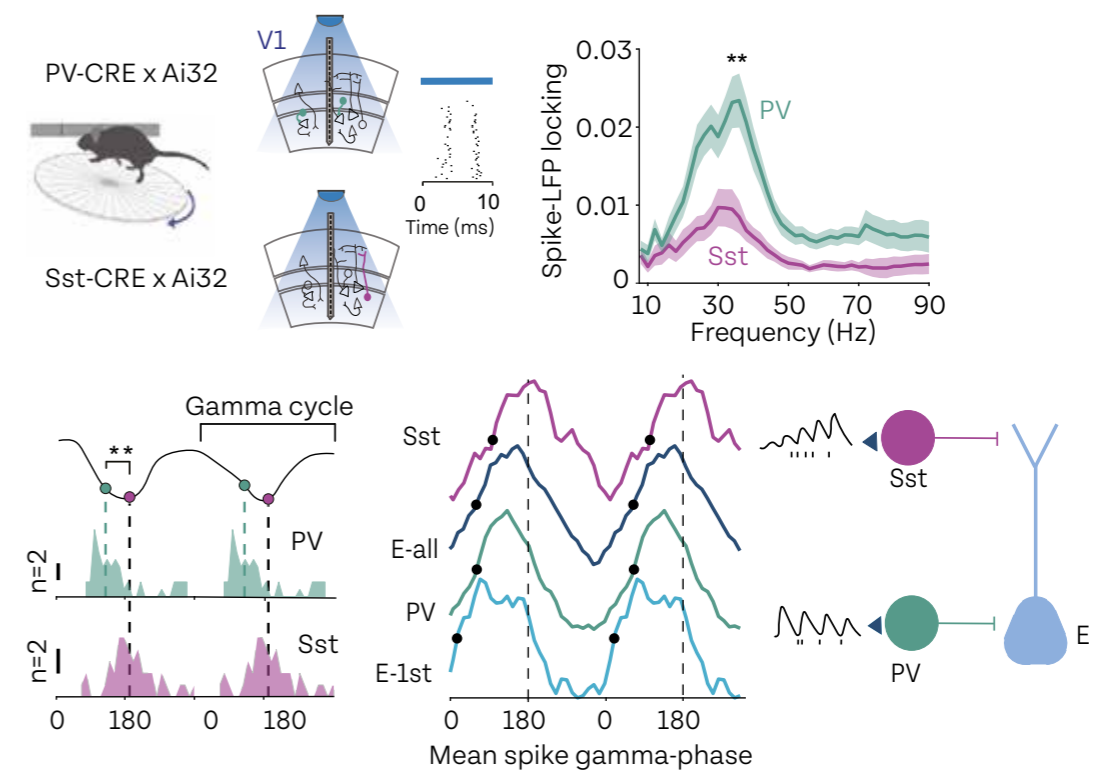 PV-CRE x Ai32
Sst-CRE x Ai32
V1
0 10
Time (ms)
Spike-LFP locking
0.03
0.02
0.01
0
**
PV
Sst
10 30 50 70 90
Frequency (Hz)
Gamma cycle
**
PV
n=2
Sst
n=2
0 180 0 180
Sst
E-all
PV
E-1st
0 180 0 180
Mean spike gamma-phase
Sst
PV
E